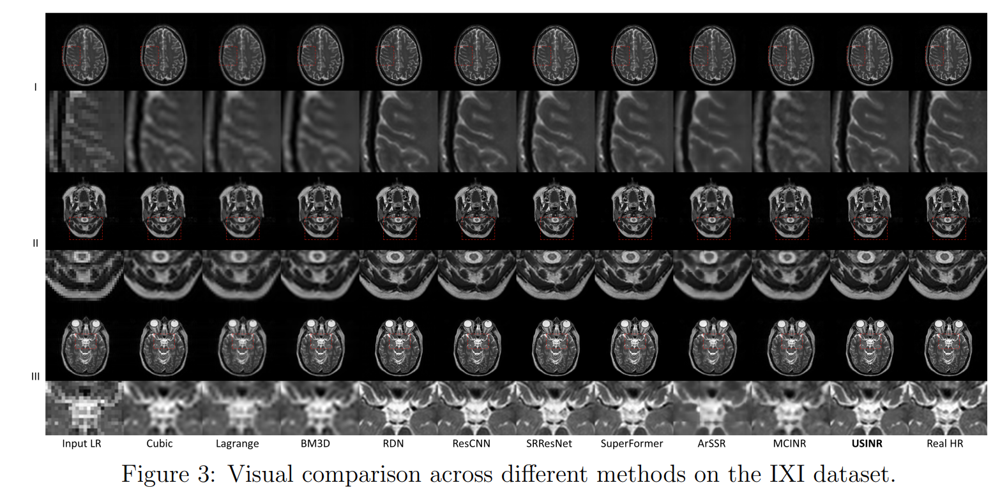 I
II
III
Input LR Cubic Lagrange BM3D RDN ResCNN SRResNet SuperFormer ArSSR MCINR USINR Real HR
Figure 3: Visual comparison across different methods on the IXI dataset.